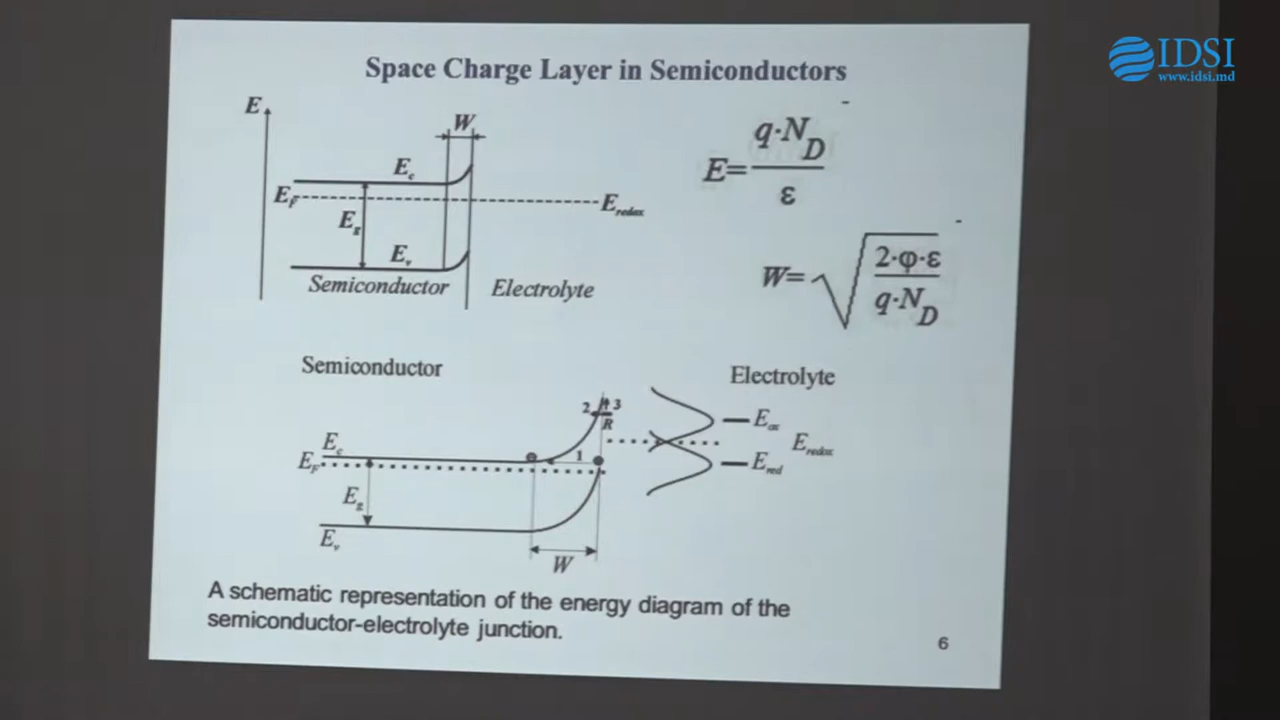 IDSI
www.idsi.md
Space Charge Layer in Semiconductors
E
W
E_c
E_F
E_redox
E_g
E_v
Semiconductor
Electrolyte
E= q·N_D / ε
W= √ 2·φ·ε / q·N_D
Semiconductor
Electrolyte
2 3
R
E_ox
E_c
E_redox
E_F
1
E_red
E_g
E_v
W
A schematic representation of the energy diagram of the
semiconductor-electrolyte junction.
6